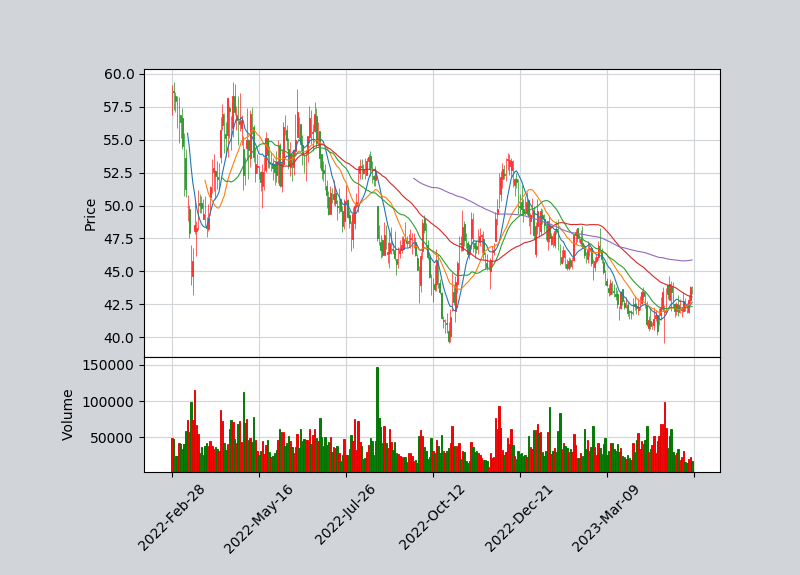 60.0
57.5
55.0
52.5
50.0
47.5
45.0
42.5
40.0
Price
150000
100000
50000
Volume
2022-Feb-28
2022-May-16
2022-Jul-26
2022-Oct-12
2022-Dec-21
2023-Mar-09